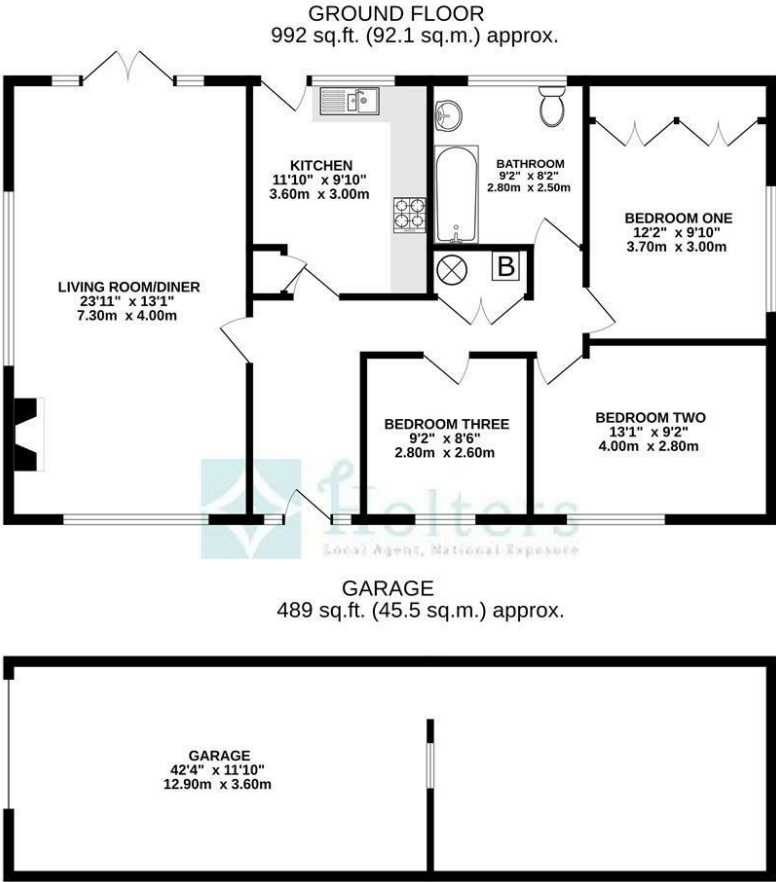 GROUND FLOOR
992 sq.ft. (92.1 sq.m.) approx.
LIVING ROOM/DINER
23'11" x 13'1"
7.30m x 4.00m
KITCHEN
11'10" x 9'10"
3.60m x 3.00m
BATHROOM
9'2" x 8'2"
2.80m x 2.50m
B
BEDROOM ONE
12'2" x 9'10"
3.70m x 3.00m
BEDROOM THREE
9'2" x 8'6"
2.80m x 2.60m
BEDROOM TWO
13'1" x 9'2"
4.00m x 2.80m
Holters
Local Agent, National Exposure
GARAGE
489 sq.ft. (45.5 sq.m.) approx.
GARAGE
42'4" x 11'10"
12.90m x 3.60m